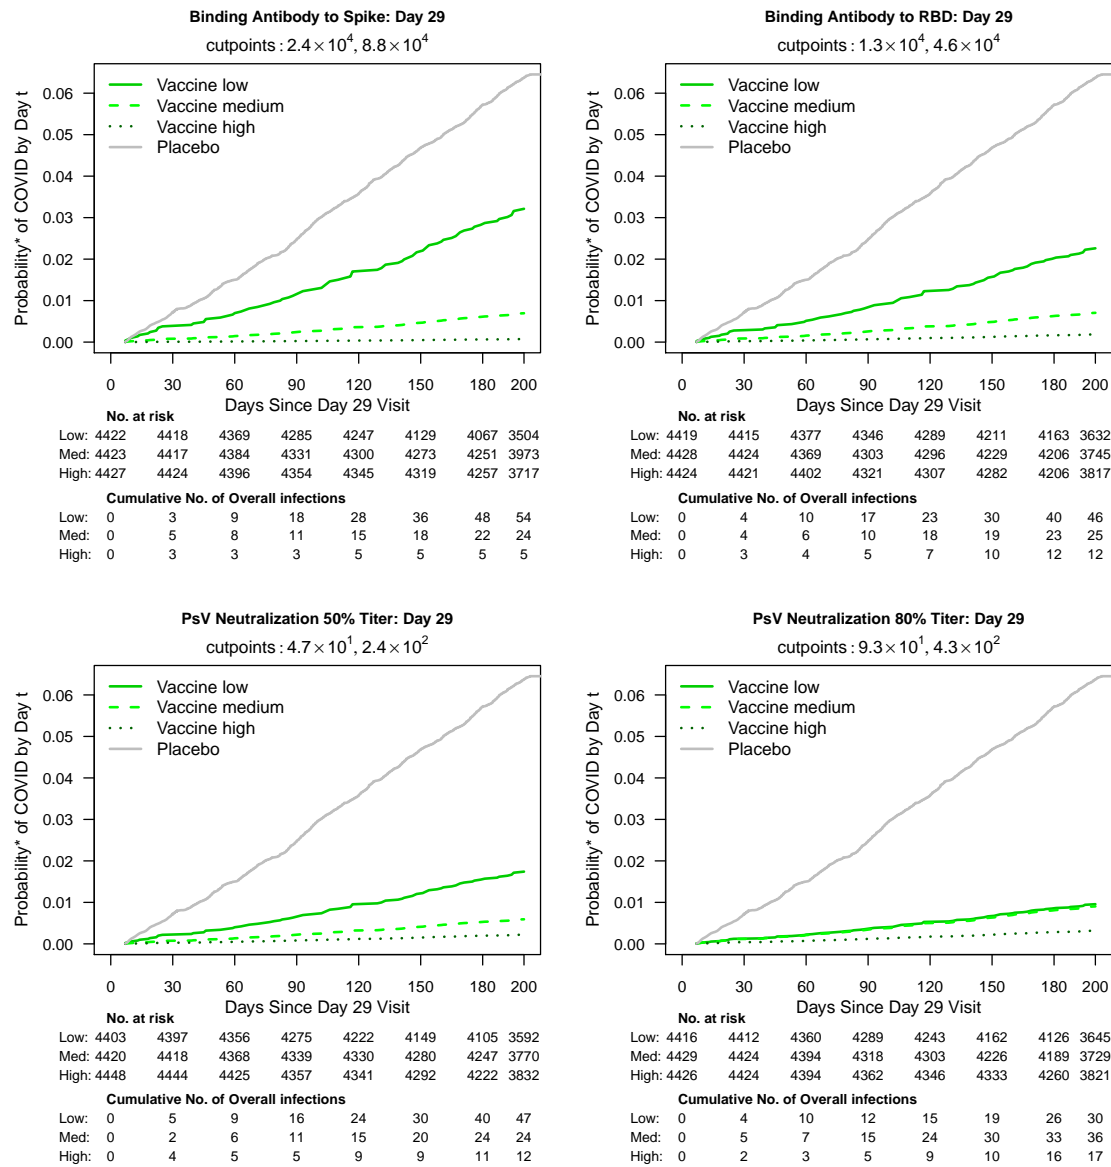 Binding Antibody to Spike: Day 29
cutpoints : 2.4 × 10⁴, 8.8 × 10⁴
Probability* of COVID by Day t
0.06
0.05
0.04
0.03
0.02
0.01
0.00
Vaccine low
Vaccine medium
Vaccine high
Placebo
0 30 60 90 120 150 180 200
Days Since Day 29 Visit
No. at risk
Low: 4422 4418 4369 4285 4247 4129 4067 3504
Med: 4423 4417 4384 4331 4300 4273 4251 3973
High: 4427 4424 4396 4354 4345 4319 4257 3717
Cumulative No. of Overall infections
Low: 0 3 9 18 28 36 48 54
Med: 0 5 8 11 15 18 22 24
High: 0 3 3 3 5 5 5 5
Binding Antibody to RBD: Day 29
cutpoints : 1.3 × 10⁴, 4.6 × 10⁴
Probability* of COVID by Day t
0.06
0.05
0.04
0.03
0.02
0.01
0.00
Vaccine low
Vaccine medium
Vaccine high
Placebo
0 30 60 90 120 150 180 200
Days Since Day 29 Visit
No. at risk
Low: 4419 4415 4377 4346 4289 4211 4163 3632
Med: 4428 4424 4369 4303 4296 4229 4206 3745
High: 4424 4421 4402 4321 4307 4282 4206 3817
Cumulative No. of Overall infections
Low: 0 4 10 17 23 30 40 46
Med: 0 4 6 10 18 19 23 25
High: 0 3 4 5 7 10 12 12
PsV Neutralization 50% Titer: Day 29
cutpoints : 4.7 × 10¹, 2.4 × 10²
Probability* of COVID by Day t
0.06
0.05
0.04
0.03
0.02
0.01
0.00
Vaccine low
Vaccine medium
Vaccine high
Placebo
0 30 60 90 120 150 180 200
Days Since Day 29 Visit
No. at risk
Low: 4403 4397 4356 4275 4222 4149 4105 3592
Med: 4420 4418 4368 4339 4330 4280 4247 3770
High: 4448 4444 4425 4357 4341 4292 4222 3832
Cumulative No. of Overall infections
Low: 0 5 9 16 24 30 40 47
Med: 0 2 6 11 15 20 24 24
High: 0 4 5 5 9 9 11 12
PsV Neutralization 80% Titer: Day 29
cutpoints : 9.3 × 10¹, 4.3 × 10²
Probability* of COVID by Day t
0.06
0.05
0.04
0.03
0.02
0.01
0.00
Vaccine low
Vaccine medium
Vaccine high
Placebo
0 30 60 90 120 150 180 200
Days Since Day 29 Visit
No. at risk
Low: 4416 4412 4360 4289 4243 4162 4126 3645
Med: 4429 4424 4394 4318 4303 4226 4189 3729
High: 4426 4424 4394 4362 4346 4333 4260 3821
Cumulative No. of Overall infections
Low: 0 4 10 12 15 19 26 30
Med: 0 5 7 15 24 30 33 36
High: 0 2 3 5 9 10 16 17